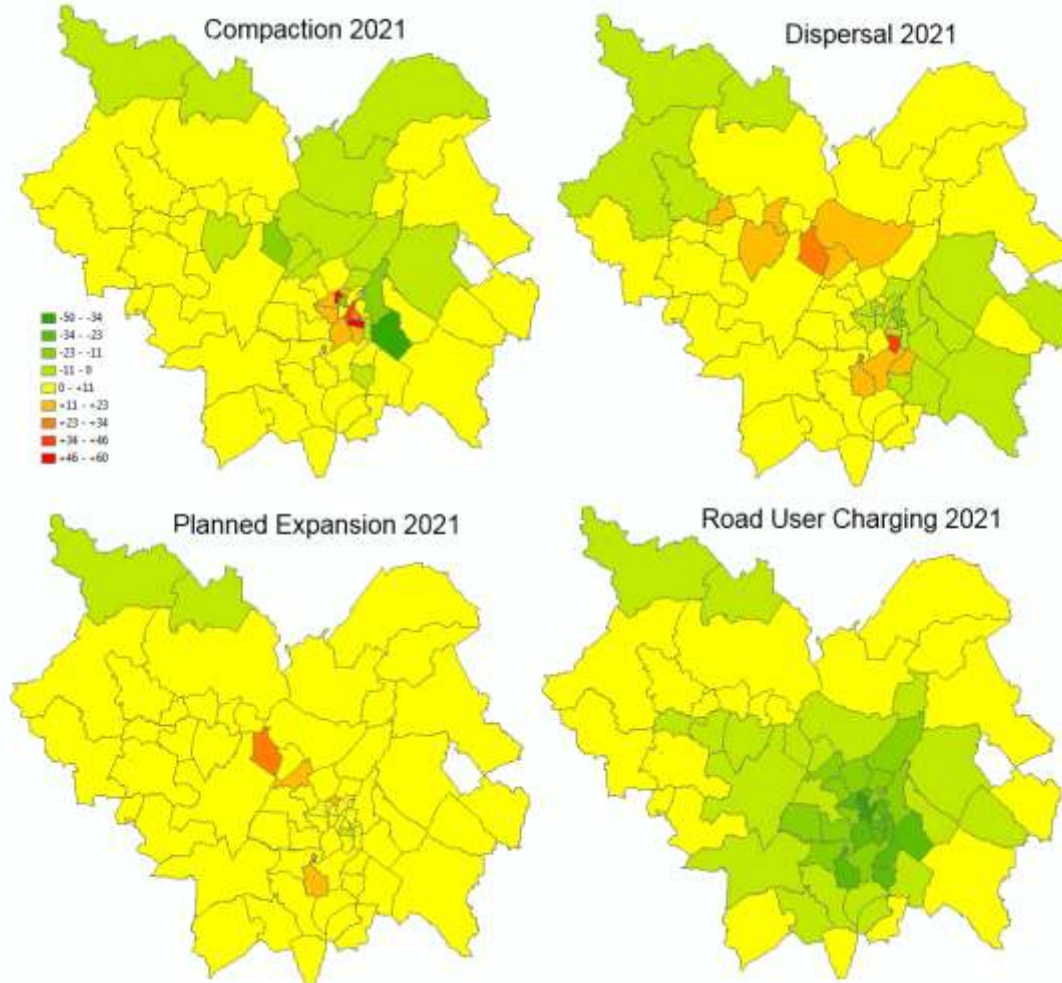 Compaction 2021
Dispersal 2021
-50 - -34
-34 - -23
-23 - -11
-11 - 0
0 - +11
+11 - +23
+23 - +34
+34 - +46
+46 - +60
Planned Expansion 2021
Road User Charging 2021